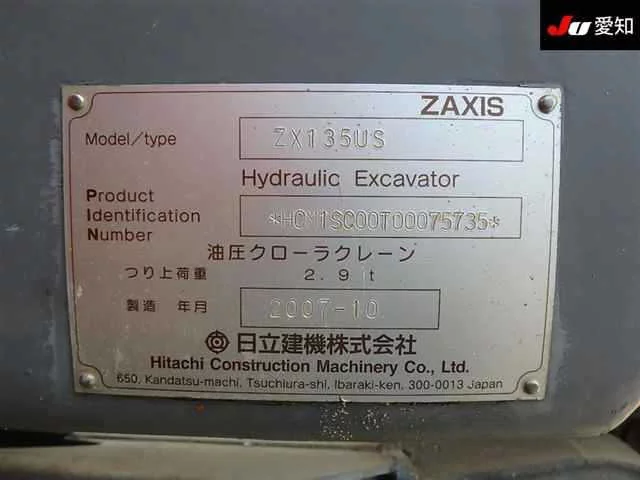 JU 愛知
ZAXIS
Model/type ZX135US
Hydraulic Excavator
Product
Identification *HCM1SC00T00075735*
Number
油圧クローラクレーン
つり上荷重 2.9 t
製造 年月 2007-10
日立建機株式会社
Hitachi Construction Machinery Co., Ltd.
650, Kandatsu-machi, Tsuchiura-shi, Ibaraki-ken, 300-0013 Japan